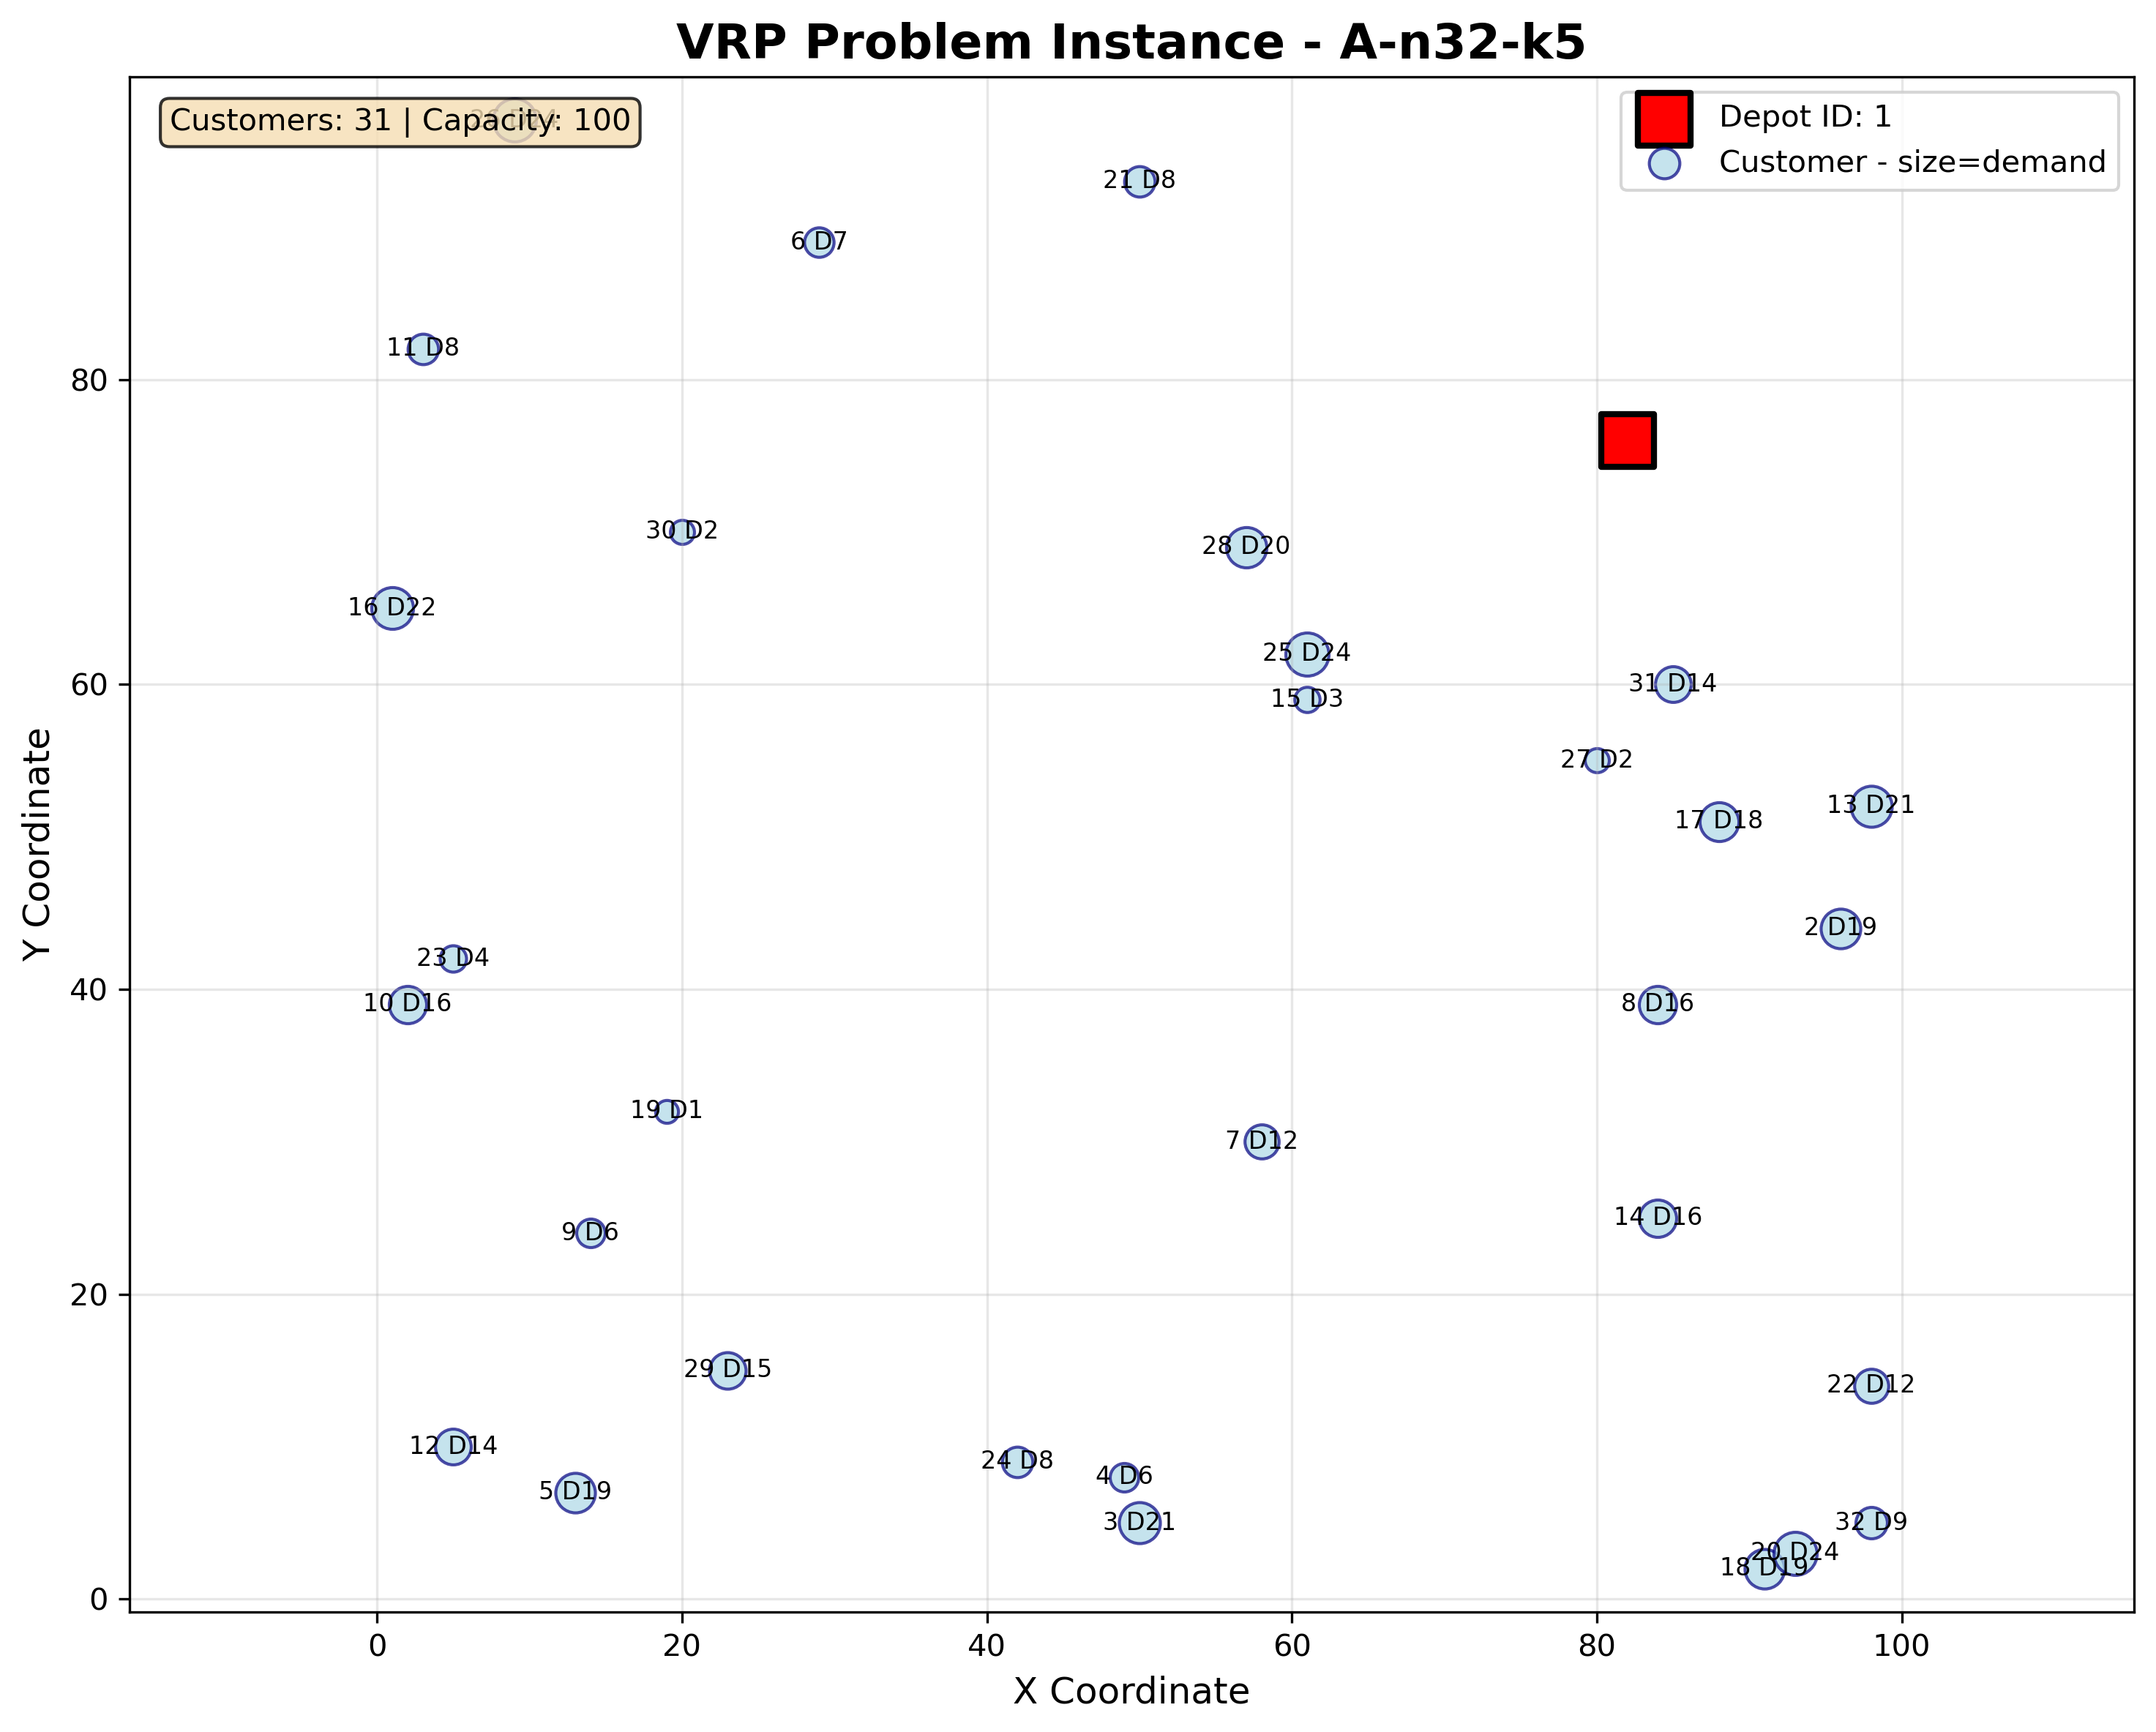 VRP Problem Instance - A-n32-k5
Customers: 31 | Capacity: 100
Depot ID: 1
Customer - size=demand
21 D8
6 D7
11 D8
80
30 D2
28 D20
16 D22
25 D24
60
31 D14
15 D3
27 D2
13 D21
17 D18
2 D19
23 D4
40
10 D16
8 D16
19 D1
7 D12
9 D6
14 D16
20
29 D15
22 D12
12 D14
24 D8
4 D6
5 D19
3 D21
32 D9
20 D24
18 D19
0
Y Coordinate
0 20 40 60 80 100
X Coordinate